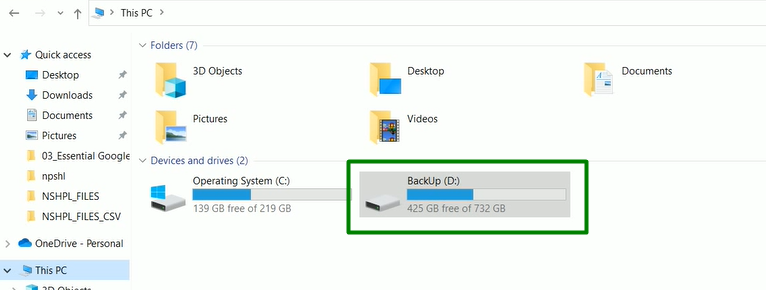 This PC
Quick access
Desktop
Downloads
Documents
Pictures
03_Essential Google
npshl
NSHPL_FILES
NSHPL_FILES_CSV
OneDrive - Personal
This PC
3D Objects
Folders (7)
3D Objects
Desktop
Documents
Pictures
Videos
Devices and drives (2)
Operating System (C:)
139 GB free of 219 GB
BackUp (D:)
425 GB free of 732 GB